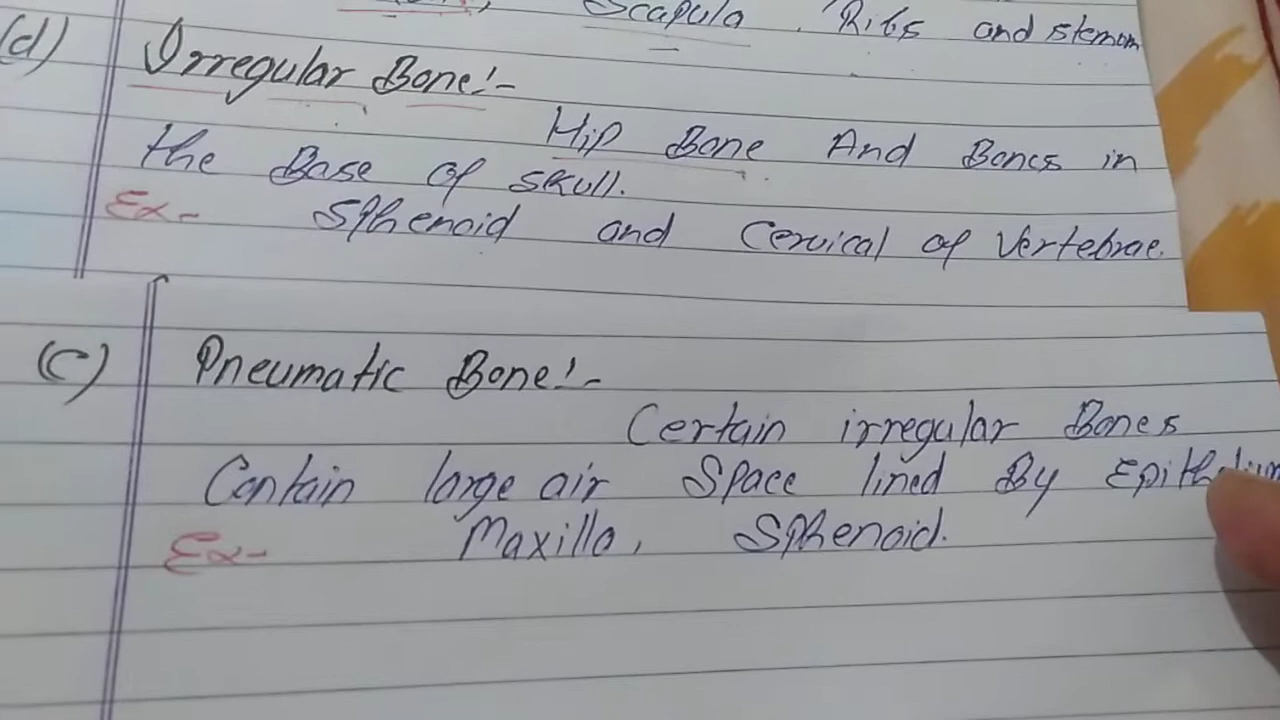 Scapula, Ribs and sternum
(d) Irregular Bone:-
Hip Bone And Bones in
the Base of skull.
Ex- Sphenoid and Cervical of Vertebrae.
(C) Pneumatic Bone:-
Certain irregular Bones
Contain large air Space lined By Epithelium
Ex- Maxilla, Sphenoid.